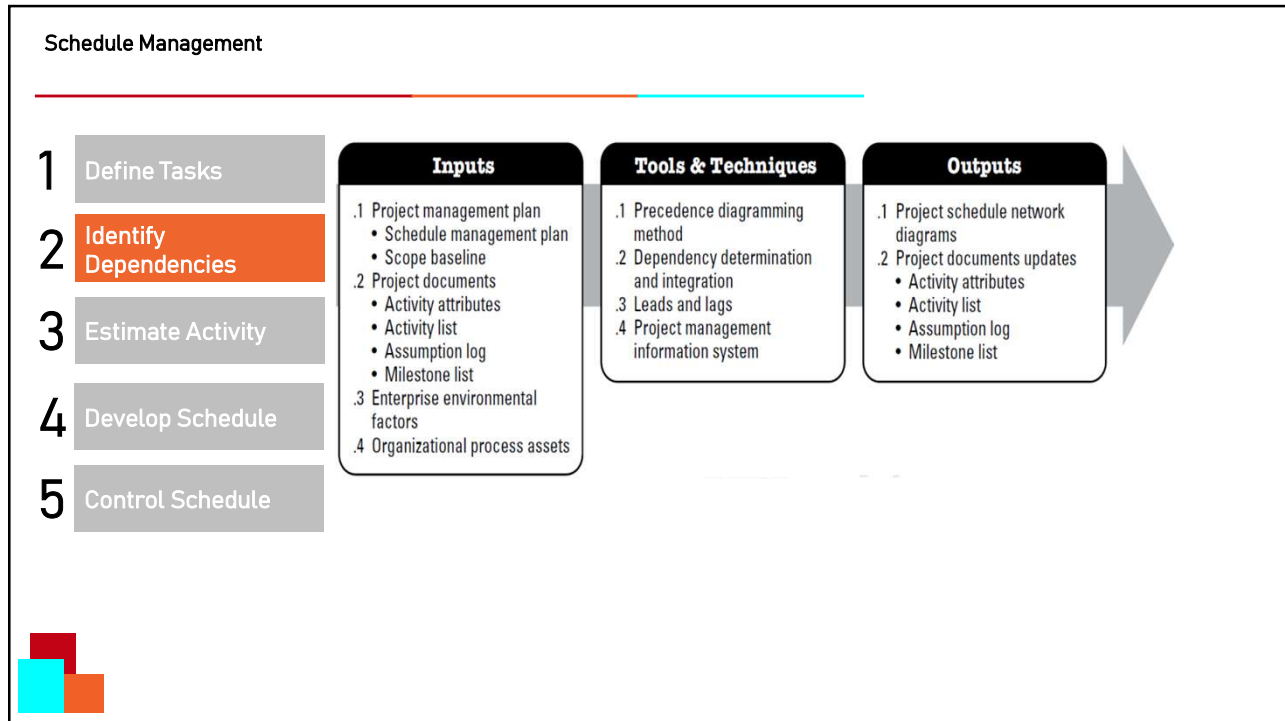 Schedule Management
1
Define Tasks
2
Identify
Dependencies
3
Estimate Activity
4
Develop Schedule
5
Control Schedule
Inputs
.1 Project management plan
• Schedule management plan
• Scope baseline
.2 Project documents
• Activity attributes
• Activity list
• Assumption log
• Milestone list
.3 Enterprise environmental
factors
.4 Organizational process assets
Tools & Techniques
.1 Precedence diagramming
method
.2 Dependency determination
and integration
.3 Leads and lags
.4 Project management
information system
Outputs
.1 Project schedule network
diagrams
.2 Project documents updates
• Activity attributes
• Activity list
• Assumption log
• Milestone list